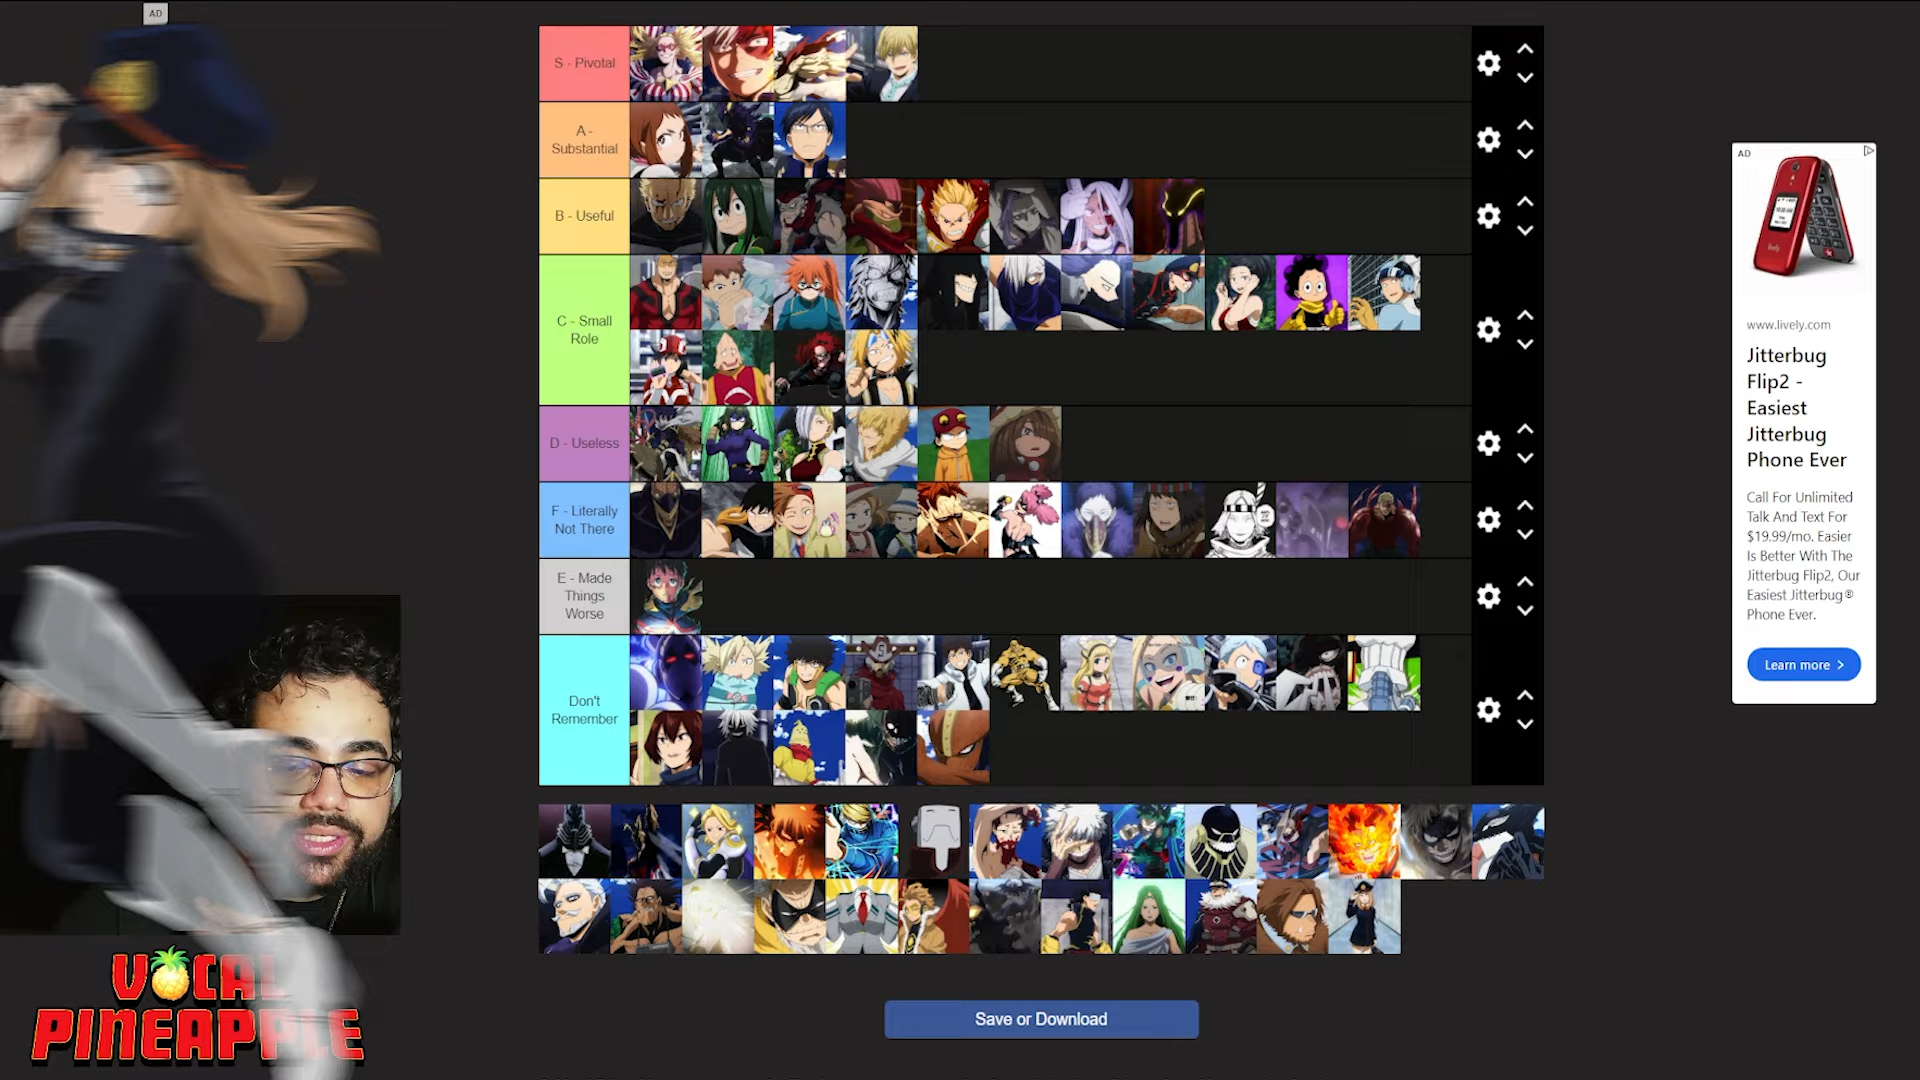 AD
S - Pivotal
A -
Substantial
B - Useful
C - Small
Role
D - Useless
F - Literally
Not There
E - Made
Things
Worse
Don't
Remember
Save or Download
AD
www.lively.com
Jitterbug
Flip2 -
Easiest
Jitterbug
Phone Ever
Call For Unlimited
Talk And Text For
$19.99/mo. Easier
Is Better With The
Jitterbug Flip2, Our
Easiest Jitterbug®
Phone Ever.
Learn more
VOCAL
PINEAPPLE